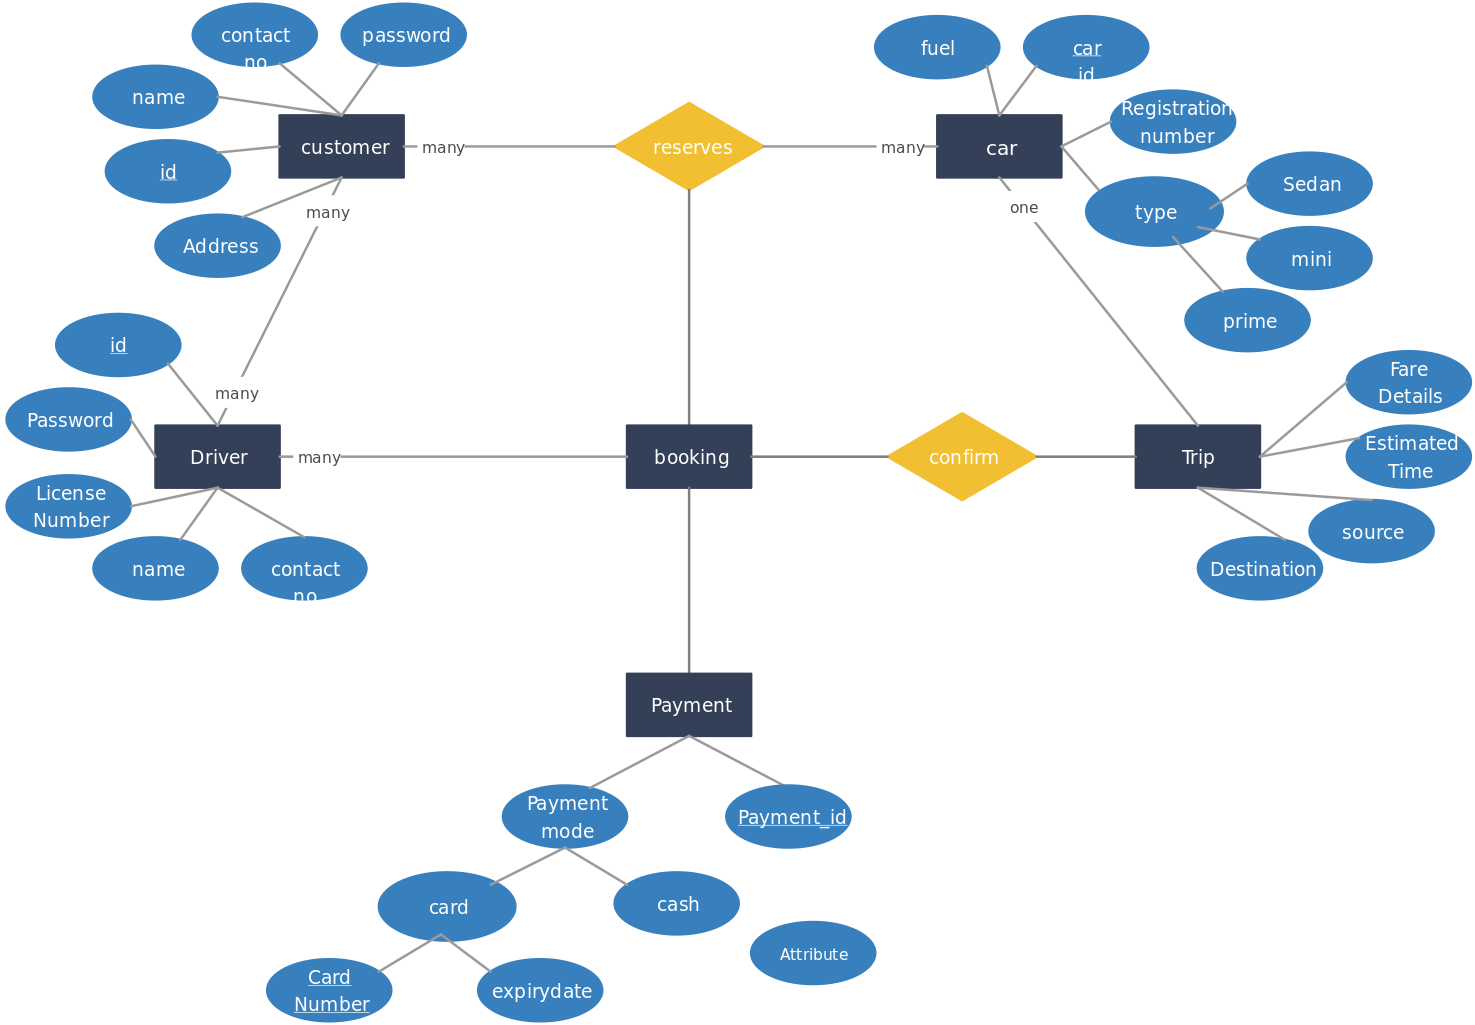 contact
no
password
name
id
Address
customer
many
reserves
many
car
fuel
car
id
Registration
number
type
Sedan
mini
prime
many
one
many
id
Password
Driver
many
License
Number
name
contact
no
booking
confirm
Trip
Fare
Details
Estimated
Time
source
Destination
Payment
Payment
mode
Payment_id
card
cash
Card
Number
expirydate
Attribute